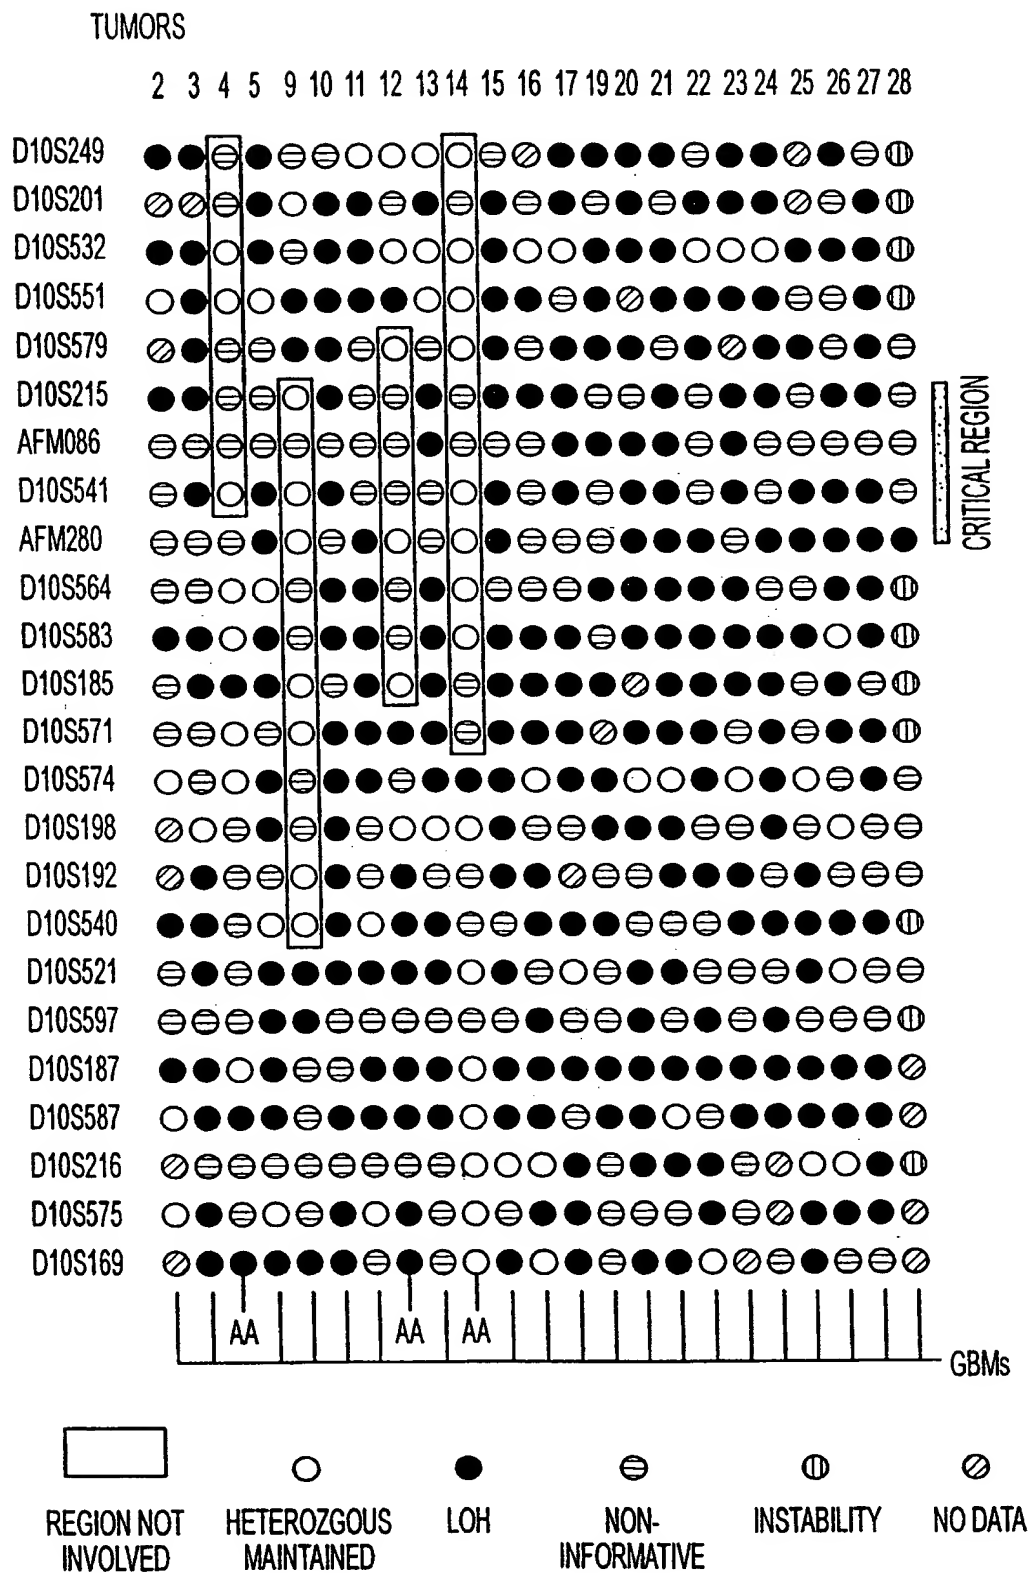 TUMORS
2 3 4 5 9 10 11 12 13 14 15 16 17 19 20 21 22 23 24 25 26 27 28
D10S249
D10S201
D10S532
D10S551
D10S579
D10S215
AFM086
D10S541
AFM280
D10S564
D10S583
D10S185
D10S571
D10S574
D10S198
D10S192
D10S540
D10S521
D10S597
D10S187
D10S587
D10S216
D10S575
D10S169
CRITICAL REGION
AA AA AA
GBMs
REGION NOT
INVOLVED
HETEROZGOUS
MAINTAINED
LOH
NON-
INFORMATIVE
INSTABILITY
NO DATA